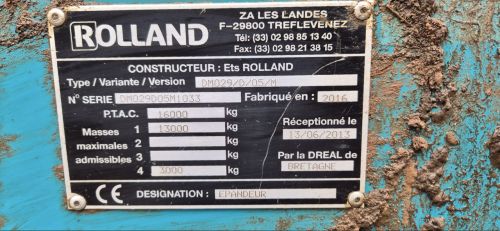 ROLLAND
ZA LES LANDES
F-29800 TREFLEVENEZ
Tél: (33) 02 98 85 13 40
Fax: (33) 02 98 21 38 15
CONSTRUCTEUR : Ets ROLLAND
Type / Variante / Version DM029/D/05/M
N° SERIE DM029D05M1033 Fabriqué en : 2016
P.T.A.C. 16000 kg
Masses 1 13000 kg
maximales 2 kg
admissibles 3 kg
4 3000 kg
Réceptionné le
13/06/2013
Par la DREAL de
BRETAGNE
CE DESIGNATION : EPANDEUR